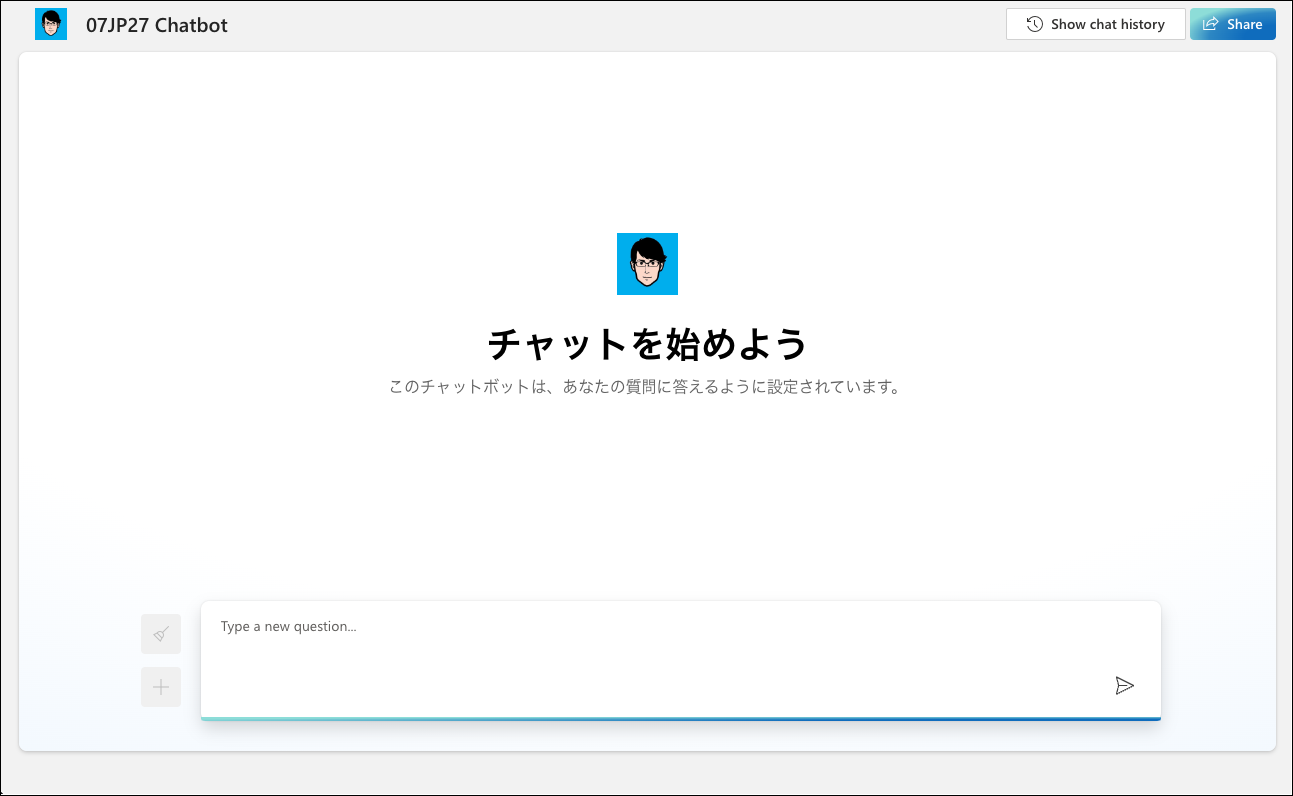 07JP27 Chatbot
Show chat history
Share
チャットを始めよう
このチャットボットは、あなたの質問に答えるように設定されています。
Type a new question...